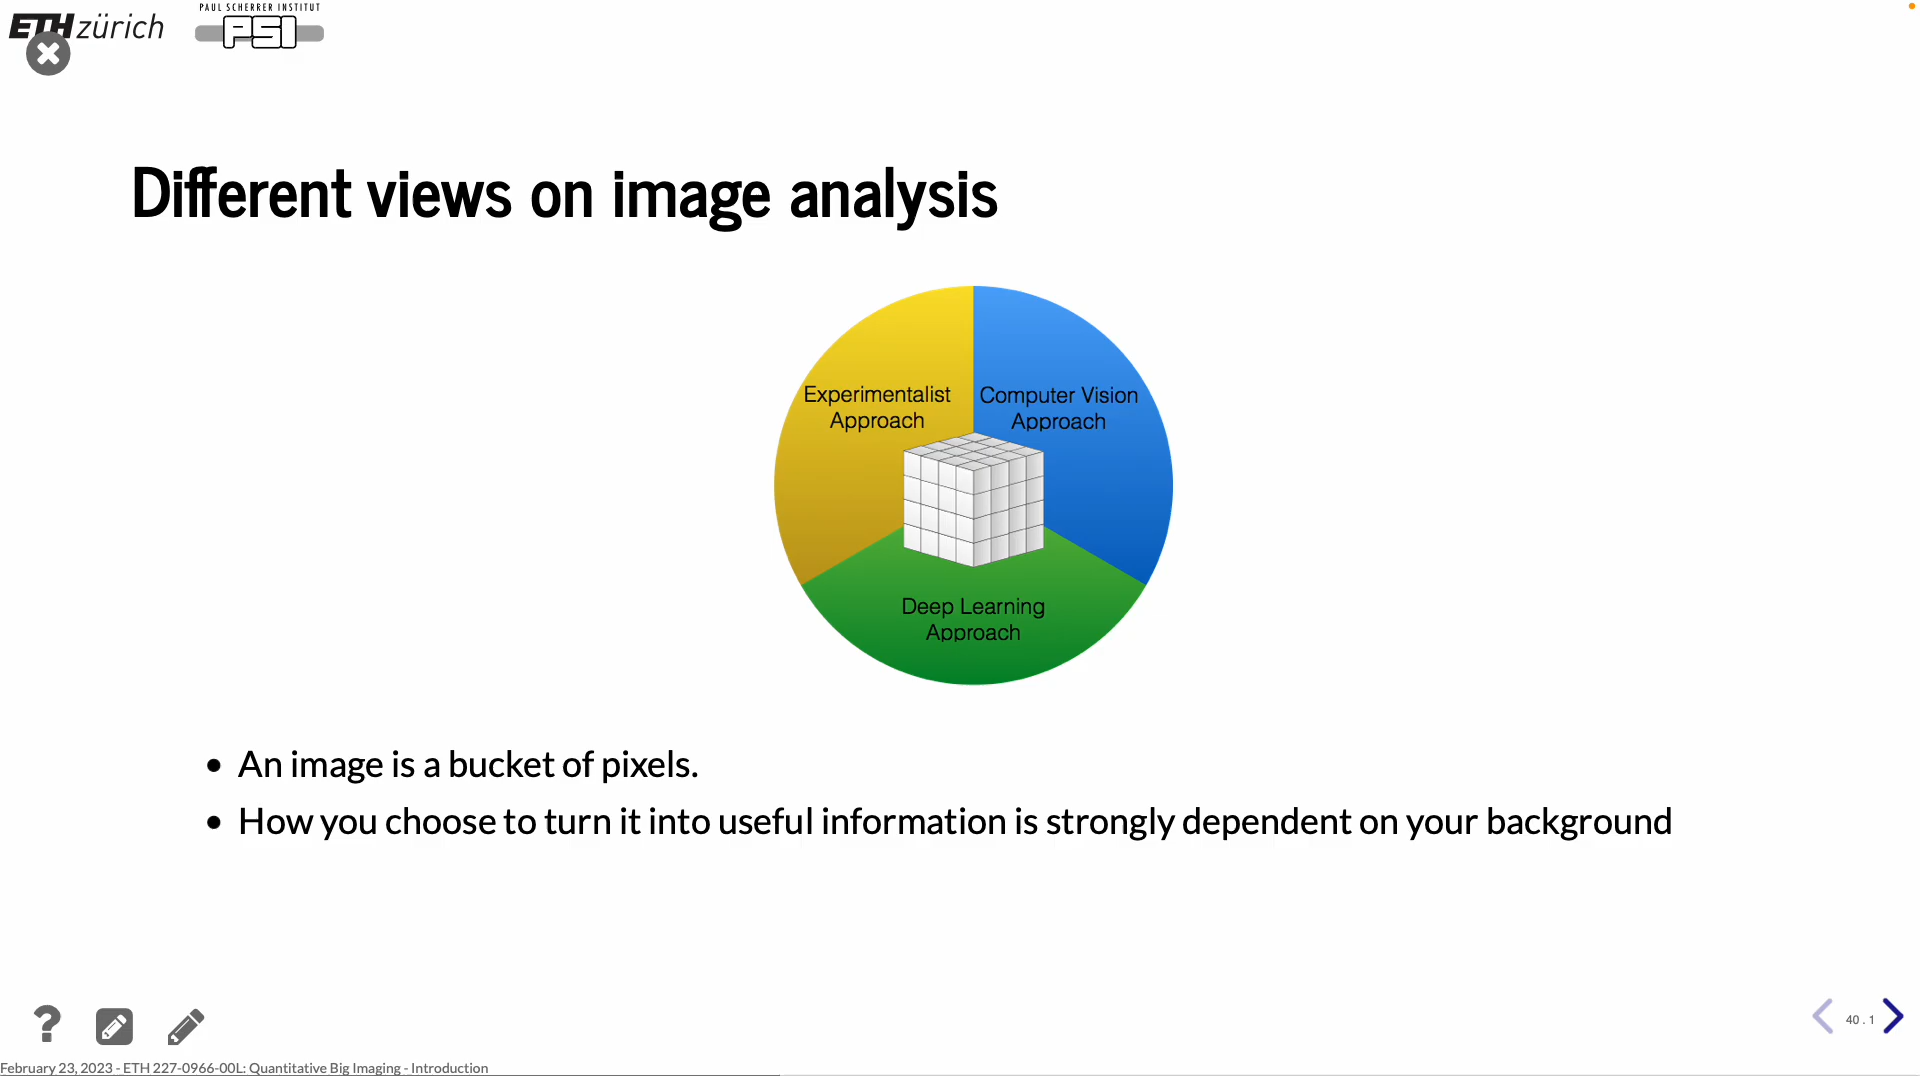 PAUL SCHERRER INSTITUT
ETH zürich
PSI
Different views on image analysis
Experimentalist
Approach
Computer Vision
Approach
Deep Learning
Approach
An image is a bucket of pixels.
How you choose to turn it into useful information is strongly dependent on your background
?
40 . 1
February 23, 2023 - ETH 227-0966-00L: Quantitative Big Imaging - Introduction